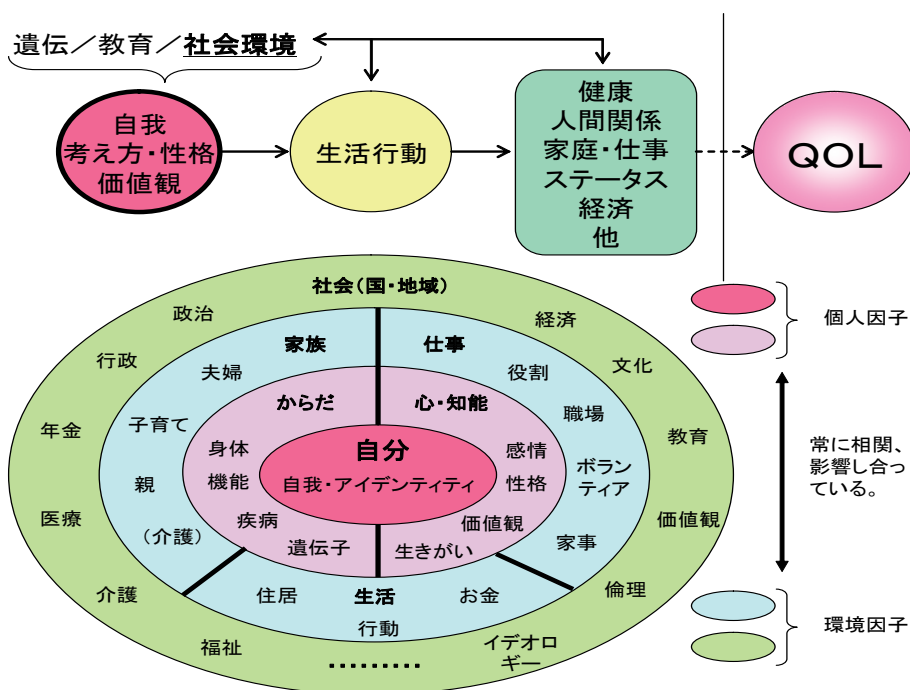 遺伝／教育／社会環境
自我
考え方・性格
価値観
生活行動
健康
人間関係
家庭・仕事
ステータス
経済
他
QOL
社会(国・地域)
政治
経済
行政
文化
年金
教育
医療
価値観
介護
倫理
福祉
イデオロ
ギー
………
家族
仕事
夫婦
役割
子育て
職場
親
ボラン
ティア
(介護)
家事
住居
生活
お金
行動
からだ
心・知能
身体
機能
感情
性格
疾病
価値観
遺伝子
生きがい
自分
自我・アイデンティティ
個人因子
常に相関、
影響し合っ
ている。
環境因子